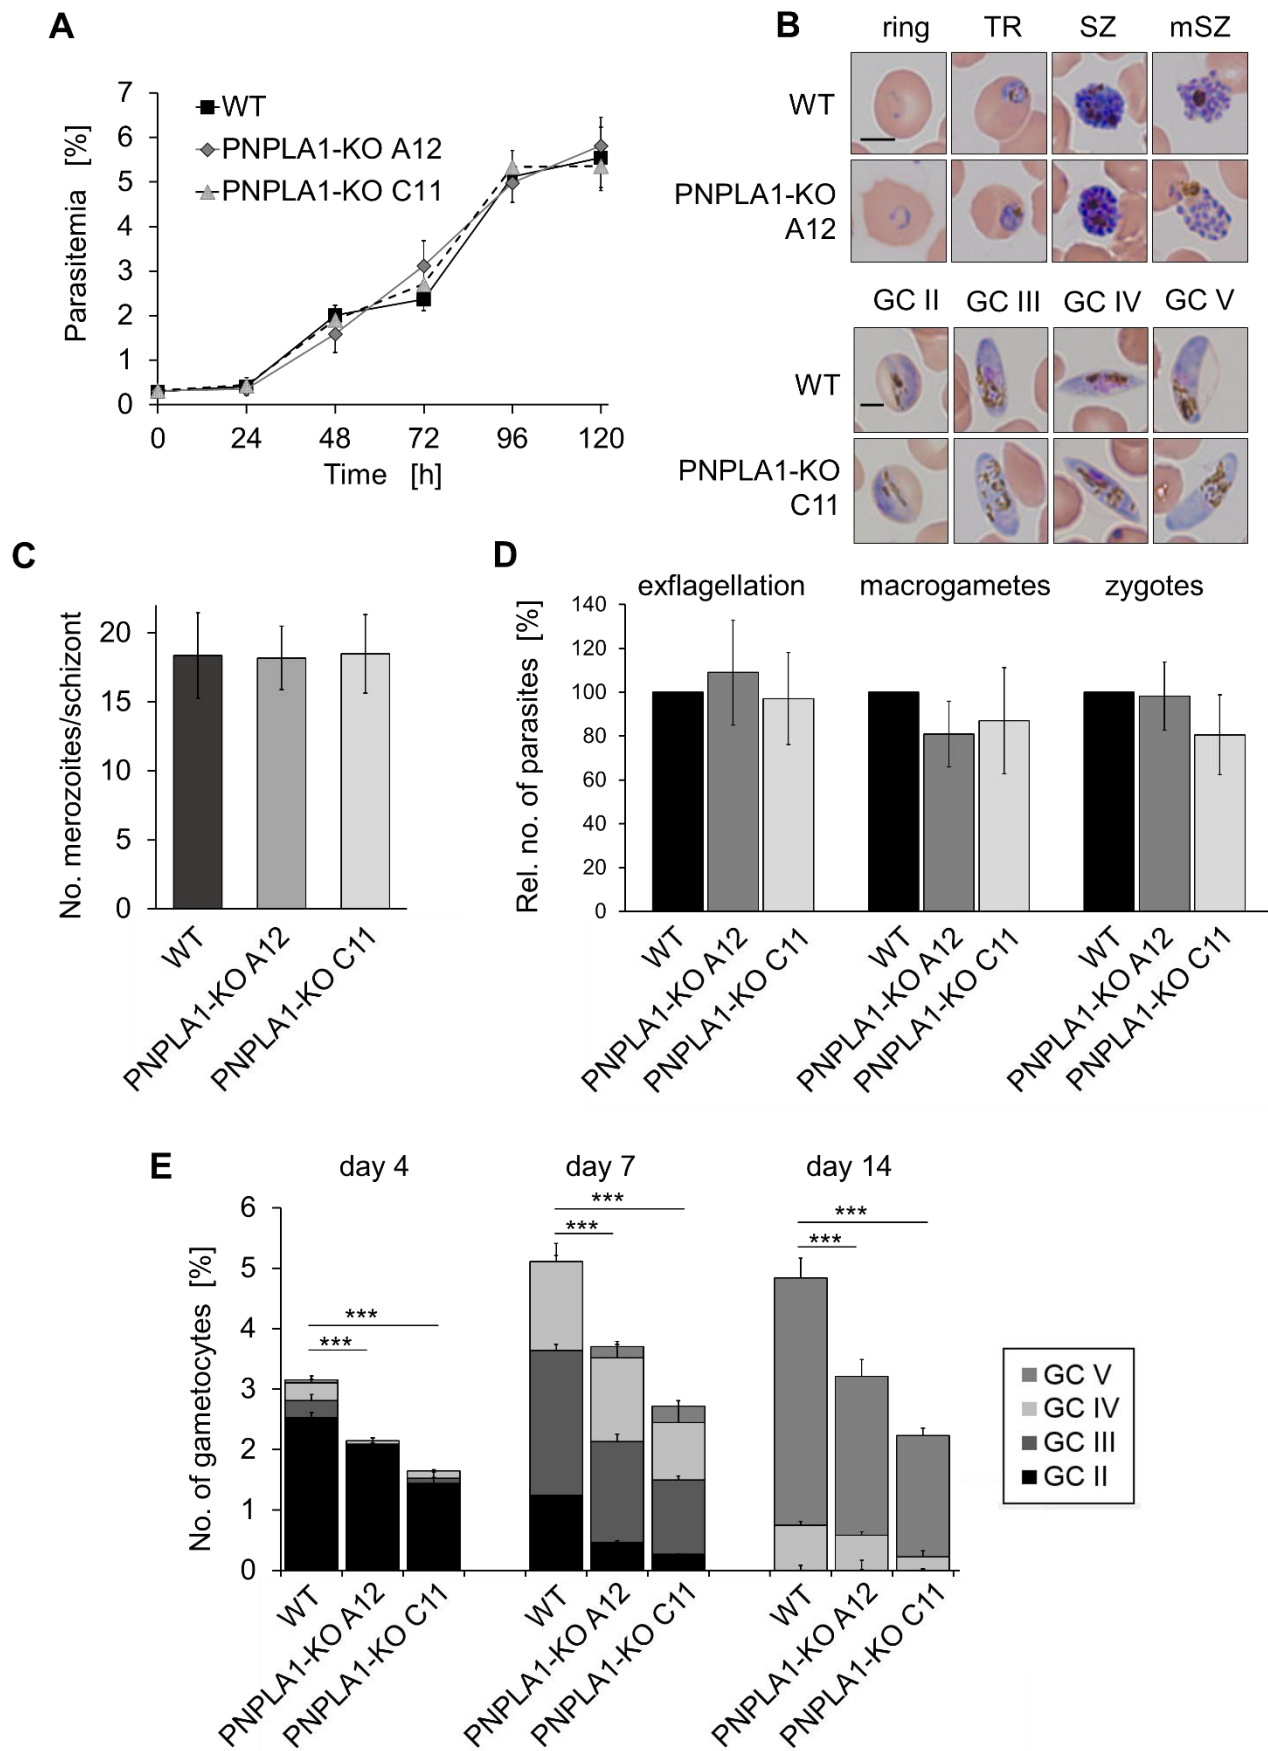 A
Parasitemia [%]
7
6
5
4
3
2
1
0
WT
PNPLA1-KO A12
PNPLA1-KO C11
0 24 48 72 96 120
Time [h]
B
ring TR SZ mSZ
WT
PNPLA1-KO
A12
GC II GC III GC IV GC V
WT
PNPLA1-KO
C11
C
No. merozoites/schizont
20
15
10
5
0
WT
PNPLA1-KO A12
PNPLA1-KO C11
D
exflagellation macrogametes zygotes
Rel. no. of parasites [%]
140
120
100
80
60
40
20
0
WT
PNPLA1-KO A12
PNPLA1-KO C11
WT
PNPLA1-KO A12
PNPLA1-KO C11
WT
PNPLA1-KO A12
PNPLA1-KO C11
E
day 4 day 7 day 14
No. of gametocytes [%]
6
5
4
3
2
1
0
***
***
***
***
***
***
WT
PNPLA1-KO A12
PNPLA1-KO C11
WT
PNPLA1-KO A12
PNPLA1-KO C11
WT
PNPLA1-KO A12
PNPLA1-KO C11
GC V
GC IV
GC III
GC II